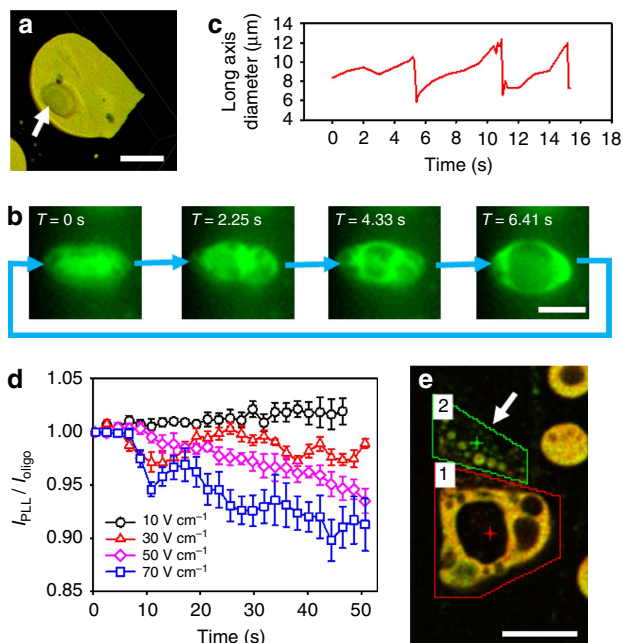 a
c
Long axis
diameter (μm)
14
12
10
8
6
4
0 2 4 6 8 10 12 14 16 18
Time (s)
b
T = 0 s
T = 2.25 s
T = 4.33 s
T = 6.41 s
d
I_PLL / I_oligo
1.05
1.00
0.95
0.90
0.85
10 V cm⁻¹
30 V cm⁻¹
50 V cm⁻¹
70 V cm⁻¹
0 10 20 30 40 50
Time (s)
e
2
1